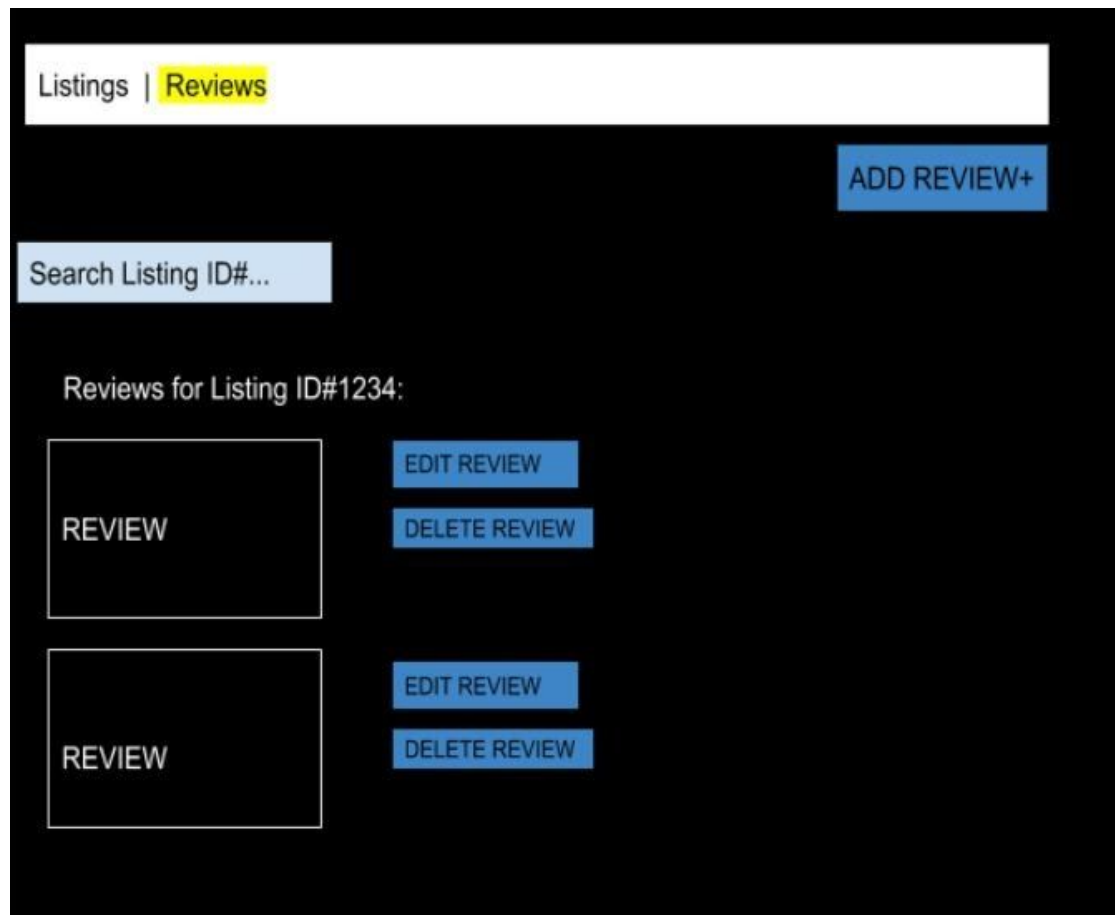 Listings | Reviews
ADD REVIEW+
Search Listing ID#...
Reviews for Listing ID#1234:
REVIEW
EDIT REVIEW
DELETE REVIEW
REVIEW
EDIT REVIEW
DELETE REVIEW